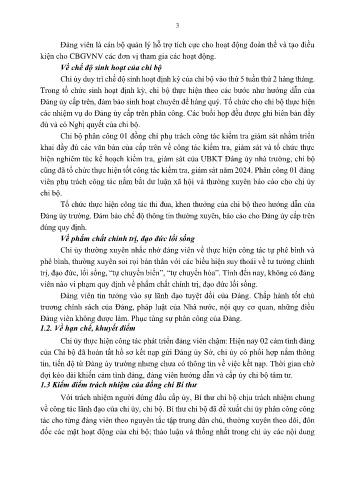 3
Đảng viên là cán bộ quản lý hỗ trợ tích cực cho hoạt động đoàn thể và tạo điều
kiện cho CBGVNV các đơn vị tham gia các hoạt động.
Về chế độ sinh hoạt của chi bộ
Chi ủy duy trì chế độ sinh hoạt định kỳ của chi bộ vào thứ 5 tuần thứ 2 hàng tháng.
Trong tổ chức sinh hoạt định kỳ, chi bộ thực hiện theo các bước như hướng dẫn của
Đảng ủy cấp trên, đảm bảo sinh hoạt chuyên đề hàng quý. Tổ chức cho chi bộ thực hiện
các nhiệm vụ do Đảng ủy cấp trên phân công. Các buổi họp đều được ghi biên bản đầy
đủ và có Nghị quyết của chi bộ.
Chi bộ phân công 01 đồng chí phụ trách công tác kiểm tra giám sát nhằm triển
khai đầy đủ các văn bản của cấp trên về công tác kiểm tra, giám sát và tổ chức thực
hiện nghiêm túc kế hoạch kiểm tra, giám sát của UBKT Đảng ủy nhà trường, chi bộ
cũng đã tổ chức thực hiện tốt công tác kiểm tra, giám sát năm 2024. Phân công 01 đảng
viên phụ trách công tác nắm bắt dư luận xã hội và thường xuyên báo cáo cho chi ủy
chi bộ.
Tổ chức thực hiện công tác thi đua, khen thưởng của chi bộ theo hướng dẫn của
Đảng ủy trường. Đảm bảo chế độ thông tin thường xuyên, báo cáo cho Đảng ủy cấp trên
đúng quy định.
Về phẩm chất chính trị, đạo đức lối sống
Chi ủy thường xuyên nhắc nhở đảng viên về thực hiện công tác tự phê bình và
phê bình, thường xuyên soi rọi bản thân với các biểu hiện suy thoái về tư tưởng chính
trị, đạo đức, lối sống, “tự chuyển biến”, “tự chuyển hóa”. Tính đến nay, không có đảng
viên nào vi phạm quy định về phẩm chất chính trị, đạo đức lối sống.
Đảng viên tin tưởng vào sự lãnh đạo tuyệt đối của Đảng. Chấp hành tốt chủ
trương chính sách của Đảng, pháp luật của Nhà nước, nội quy cơ quan, những điều
Đảng viên không được làm. Phục tùng sự phân công của Đảng.
1.2. Về hạn chế, khuyết điểm
Chi ủy thực hiện công tác phát triển đảng viên chậm: Hiện nay 02 cảm tình đảng
của Chi bộ đã hoàn tất hồ sơ kết nạp gửi Đảng ủy Sở, chi ủy có phối hợp nắm thông
tin, tiến độ từ Đảng ủy trường nhưng chưa có thông tin về việc kết nạp. Thời gian chờ
đợi kéo dài khiến cảm tình đảng, đảng viên hướng dẫn và cấp ủy chi bộ tâm tư.
1.3 Kiểm điểm trách nhiệm của đồng chí Bí thư
Với trách nhiệm người đứng đầu cấp ủy, Bí thư chi bộ chịu trách nhiệm chung
về công tác lãnh đạo của chi ủy, chi bộ. Bí thư chi bộ đã đề xuất chi ủy phân công công
tác cho từng đảng viên theo nguyên tắc tập trung dân chủ, thường xuyên theo dõi, đôn
đốc các mặt hoạt động của chi bộ; thảo luận và thống nhất trong chi ủy các nội dung